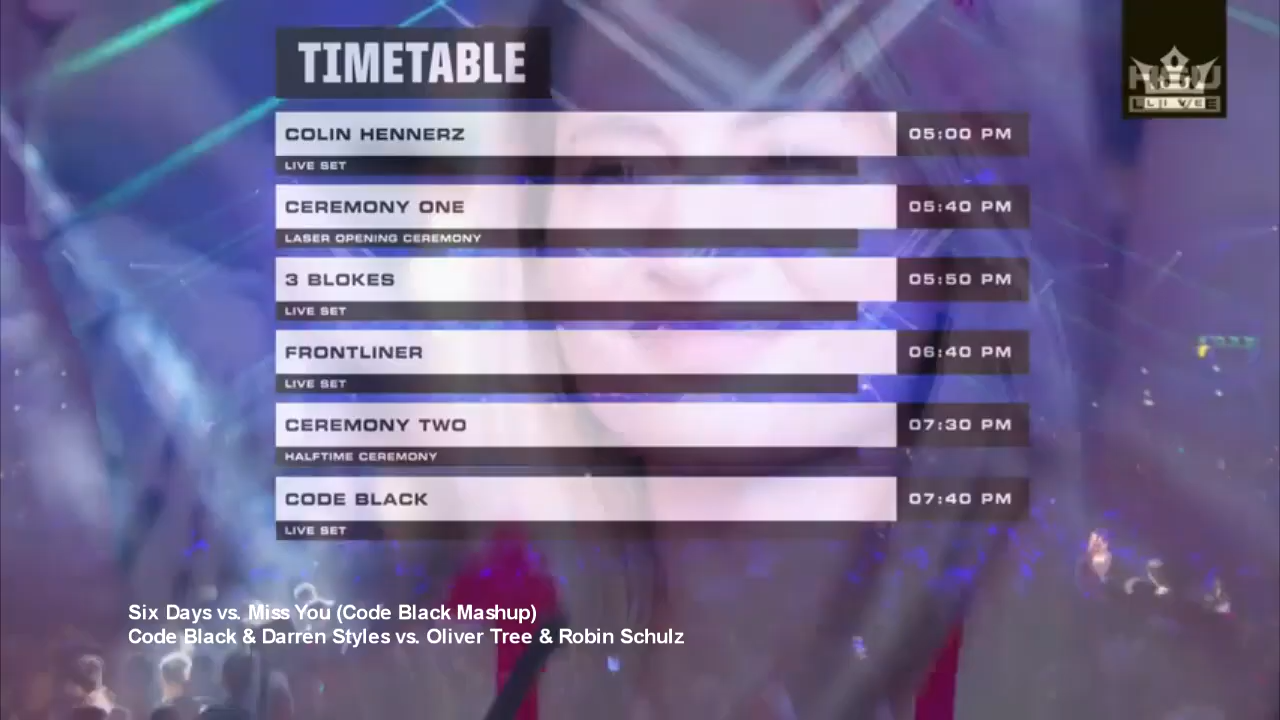 TIMETABLE
COLIN HENNERZ 05:00 PM
LIVE SET
CEREMONY ONE 05:40 PM
LASER OPENING CEREMONY
3 BLOKES 05:50 PM
LIVE SET
FRONTLINER 06:40 PM
LIVE SET
CEREMONY TWO 07:30 PM
HALFTIME CEREMONY
CODE BLACK 07:40 PM
LIVE SET
Six Days vs. Miss You (Code Black Mashup)
Code Black & Darren Styles vs. Oliver Tree & Robin Schulz